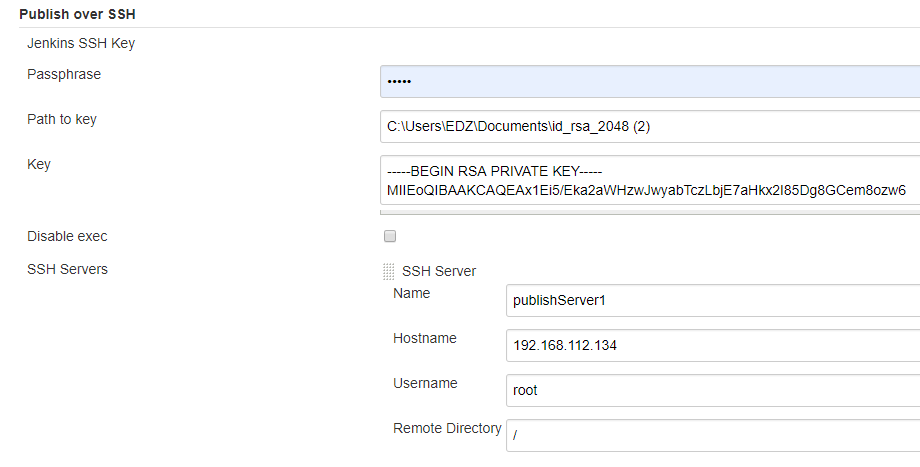 Publish over SSH
Jenkins SSH Key
Passphrase
•••••
Path to key
C:\Users\EDZ\Documents\id_rsa_2048 (2)
Key
-----BEGIN RSA PRIVATE KEY-----
MIIEoQIBAAKCAQEAx1Ei5/Eka2aWHzwJwyabTczLbjE7aHkx2I85Dg8GCem8ozw6
Disable exec
SSH Servers
SSH Server
Name
publishServer1
Hostname
192.168.112.134
Username
root
Remote Directory
/